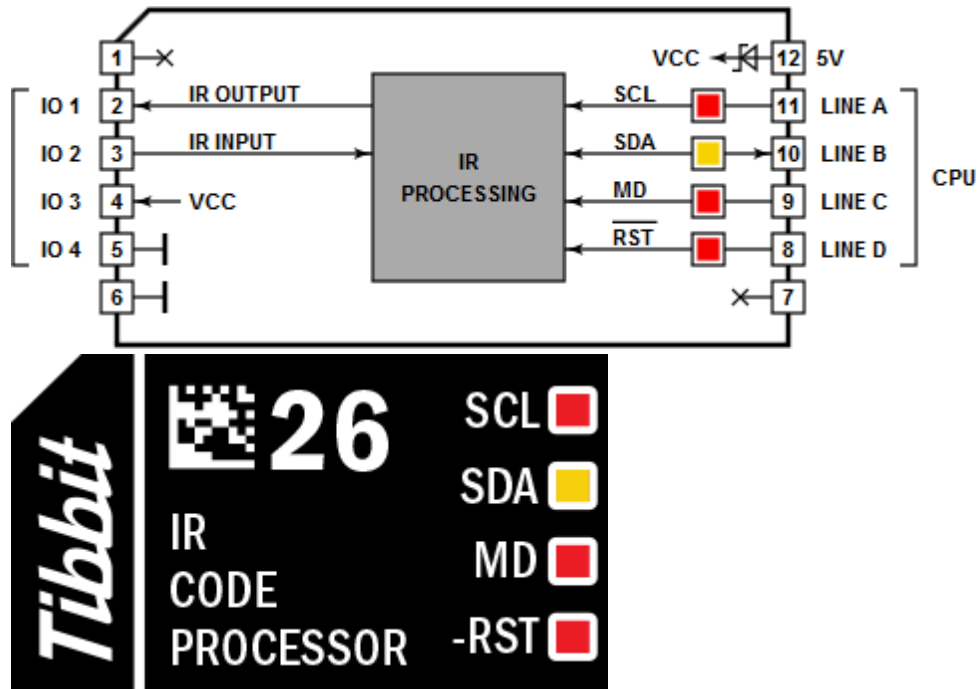 1
VCC 12 5V
IO 1 2 IR OUTPUT SCL 11 LINE A
IO 2 3 IR INPUT SDA 10 LINE B
IR
PROCESSING
CPU
IO 3 4 VCC MD 9 LINE C
IO 4 5 RST 8 LINE D
6 7
Tibbit
26
IR
CODE
PROCESSOR
SCL
SDA
MD
-RST